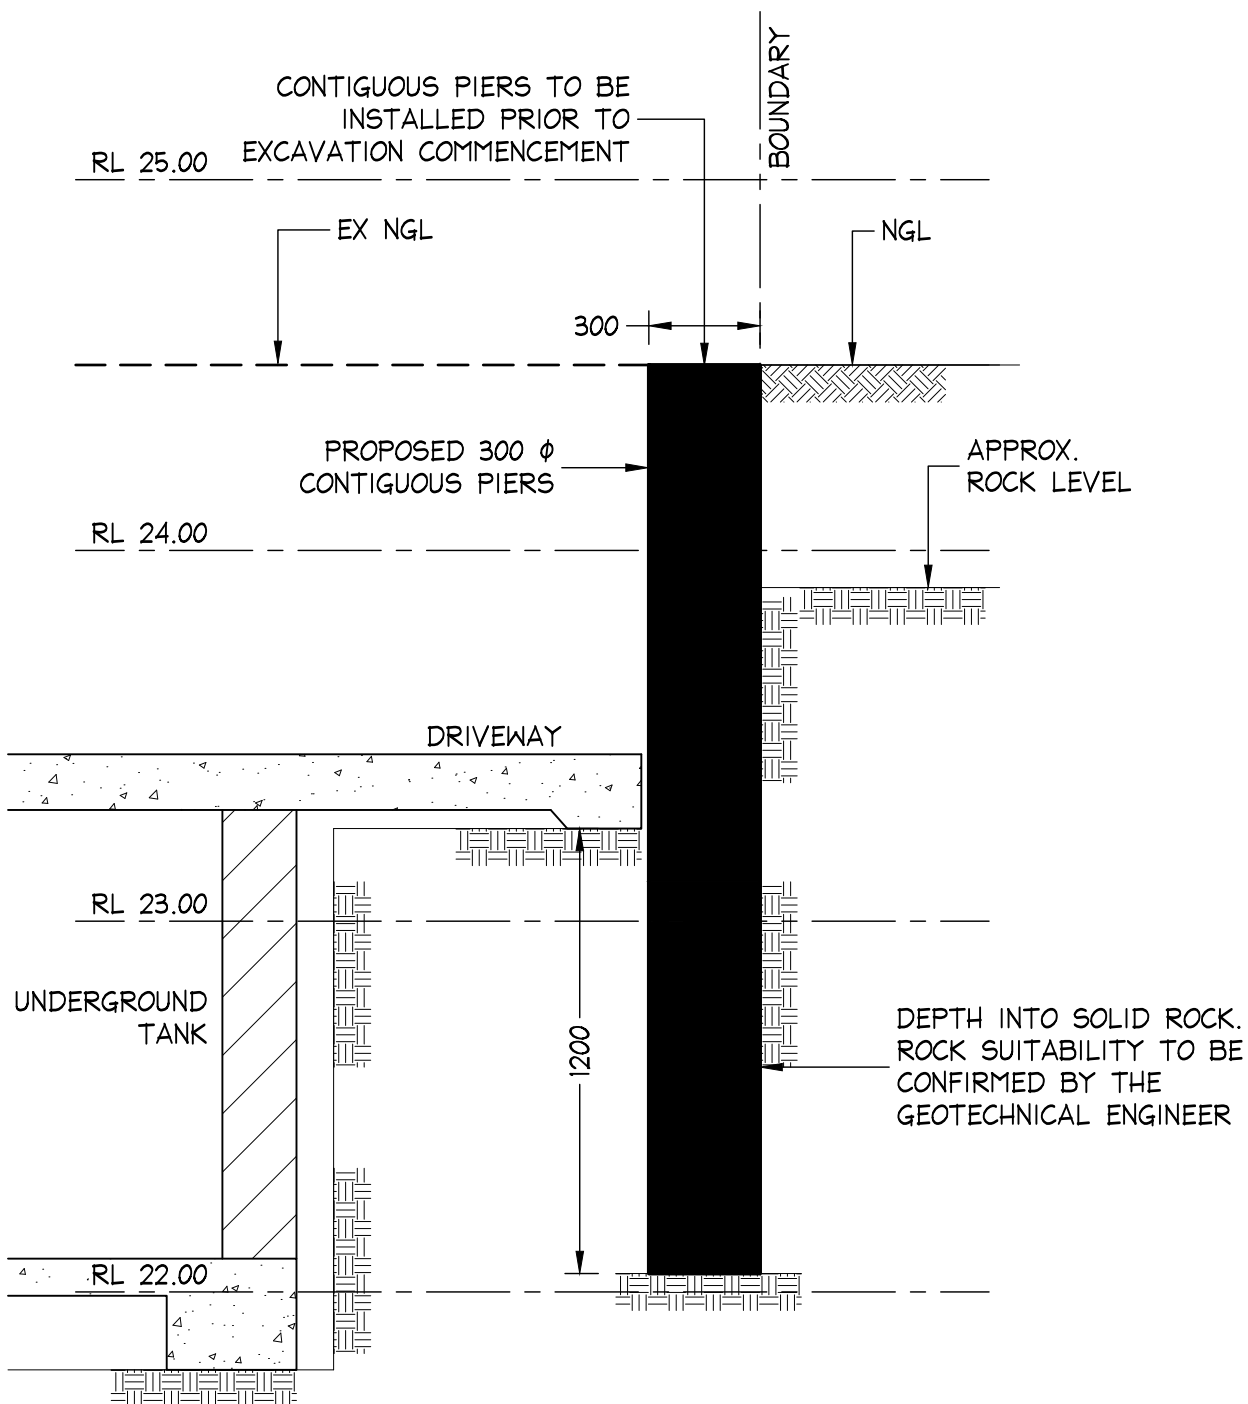 BOUNDARY
CONTIGUOUS PIERS TO BE
INSTALLED PRIOR TO
EXCAVATION COMMENCEMENT
RL 25.00
EX NGL
NGL
300
PROPOSED 300 ϕ
CONTIGUOUS PIERS
APPROX.
ROCK LEVEL
RL 24.00
DRIVEWAY
RL 23.00
UNDERGROUND
TANK
1200
DEPTH INTO SOLID ROCK.
ROCK SUITABILITY TO BE
CONFIRMED BY THE
GEOTECHNICAL ENGINEER
RL 22.00